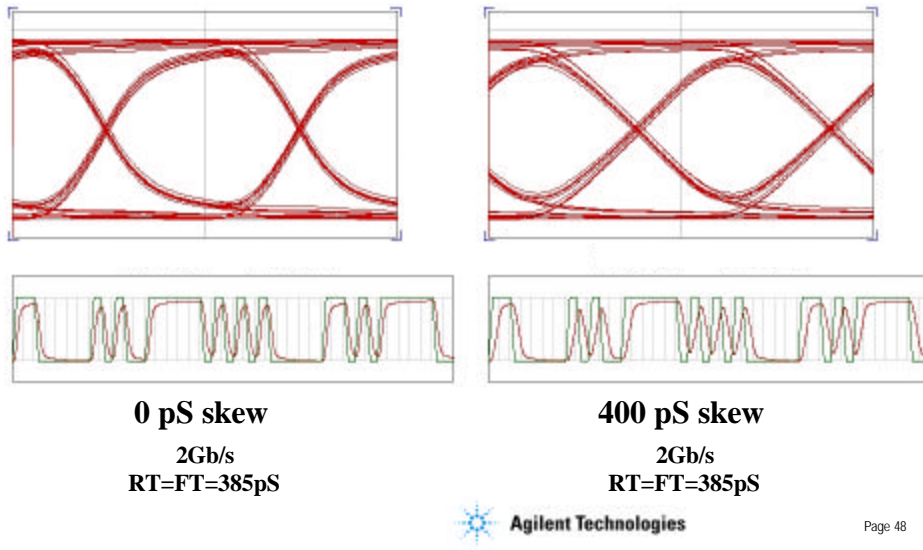 0 pS skew
2Gb/s
RT=FT=385pS
400 pS skew
2Gb/s
RT=FT=385pS
Agilent Technologies
Page 48